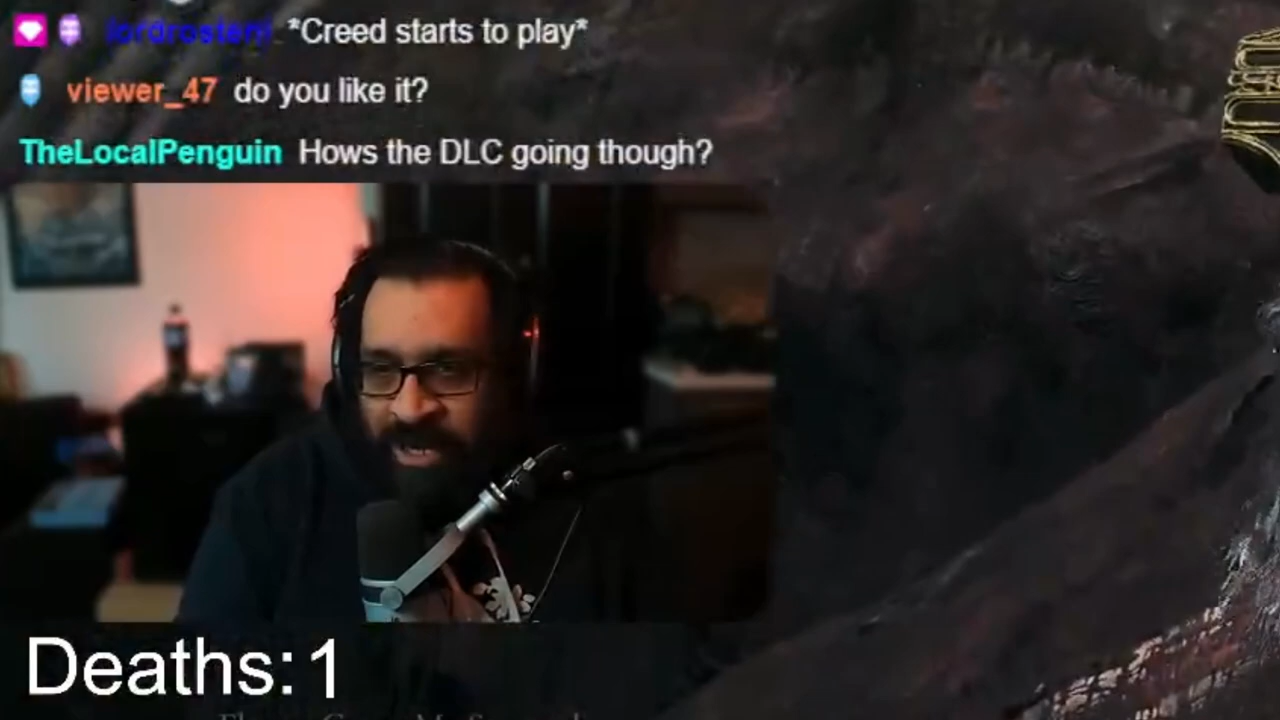 *Creed starts to play*
viewer_47 do you like it?
TheLocalPenguin Hows the DLC going though?
Deaths:1